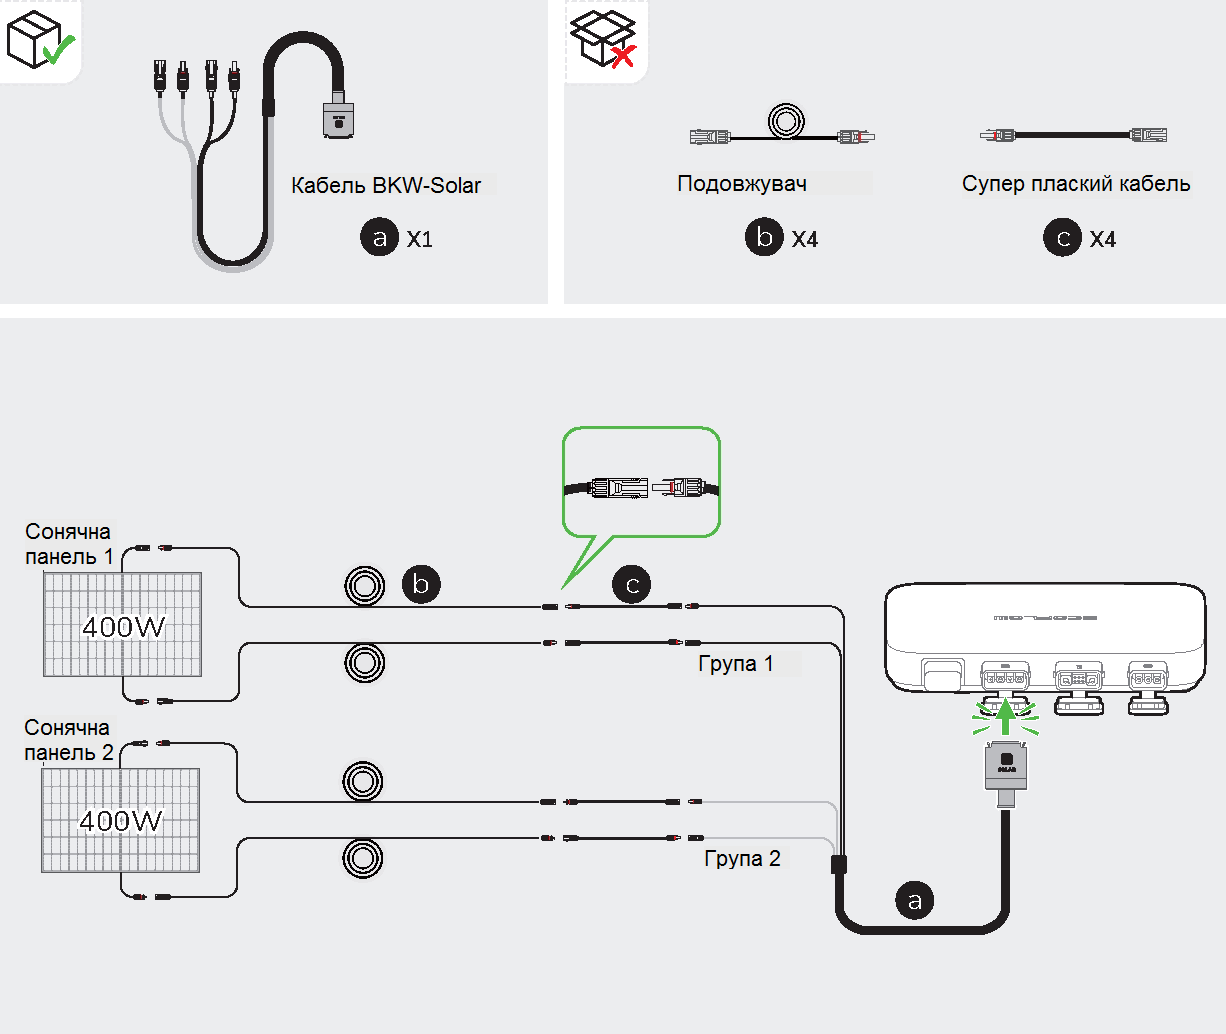 Кабель BKW-Solar
a X1
Подовжувач
b X4
Супер плаский кабель
c X4
Сонячна
панель 1
400W
b
c
Група 1
Сонячна
панель 2
400W
Група 2
SOLAR
a